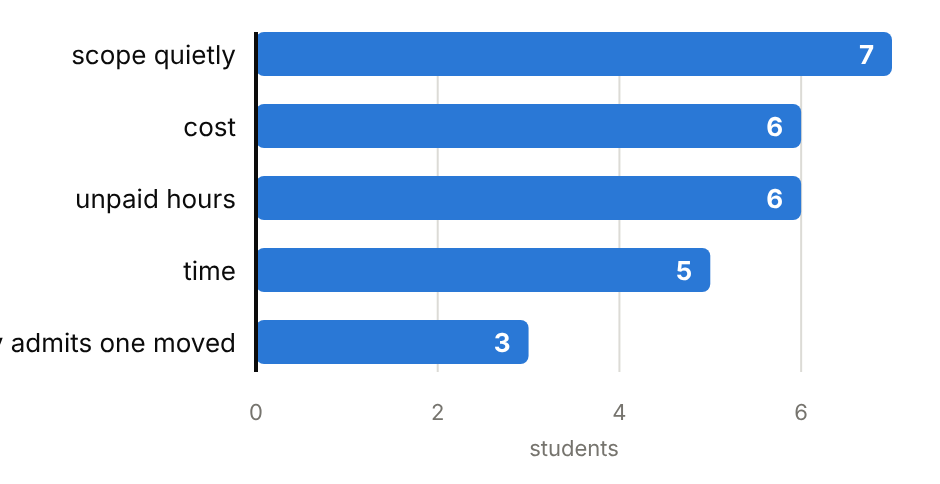 scope quietly 7
cost 6
unpaid hours 6
time 5
admits one moved 3
0 2 4 6
students